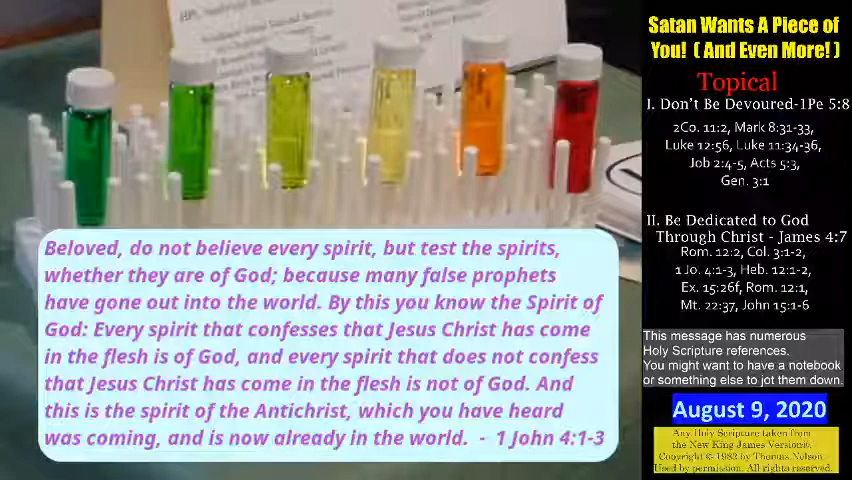 Beloved, do not believe every spirit, but test the spirits,
whether they are of God; because many false prophets
have gone out into the world. By this you know the Spirit of
God: Every spirit that confesses that Jesus Christ has come
in the flesh is of God, and every spirit that does not confess
that Jesus Christ has come in the flesh is not of God. And
this is the spirit of the Antichrist, which you have heard
was coming, and is now already in the world. - 1 John 4:1-3
Satan Wants A Piece of
You! ( And Even More! )
Topical
I. Don't Be Devoured-1Pe 5:8
2Co. 11:2, Mark 8:31-33,
Luke 12:56, Luke 11:34-36,
Job 2:4-5, Acts 5:3,
Gen. 3:1
II. Be Dedicated to God
Through Christ - James 4:7
Rom. 12:2, Col. 3:1-2,
1 Jo. 4:1-3, Heb. 12:1-2,
Ex. 15:26f, Rom. 12:1,
Mt. 22:37, John 15:1-6
This message has numerous
Holy Scripture references.
You might want to have a notebook
or something else to jot them down.
August 9, 2020
Any Holy Scripture taken from
the New King James Version®.
Copyright © 1982 by Thomas Nelson.
Used by permission. All rights reserved.